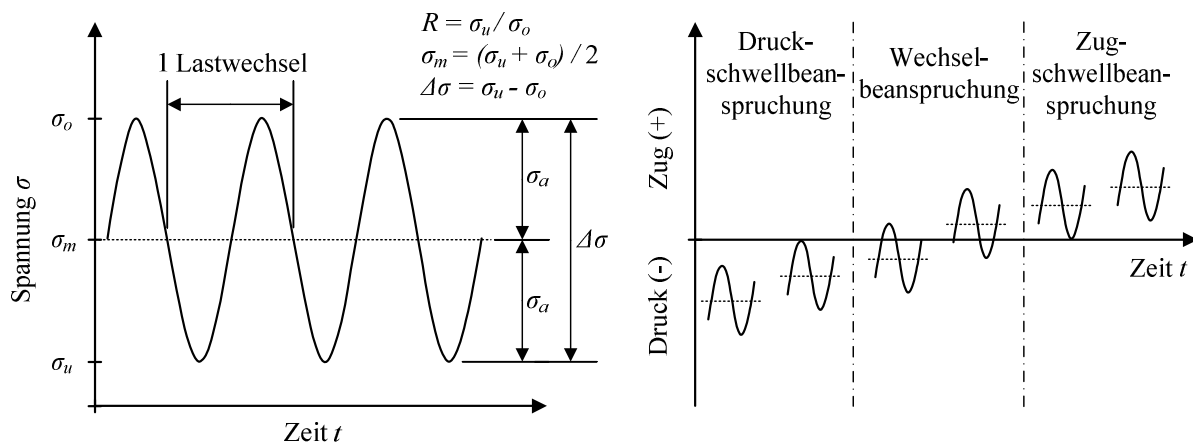 R = σu / σo
σm = (σu + σo) / 2
Δσ = σu - σo
1 Lastwechsel
σo
σm
σu
Spannung σ
σa
σa
Δσ
Zeit t
Druck-
schwellbean-
spruchung
Wechsel-
beanspruchung
Zug-
schwellbean-
spruchung
Zug (+)
Druck (-)
Zeit t